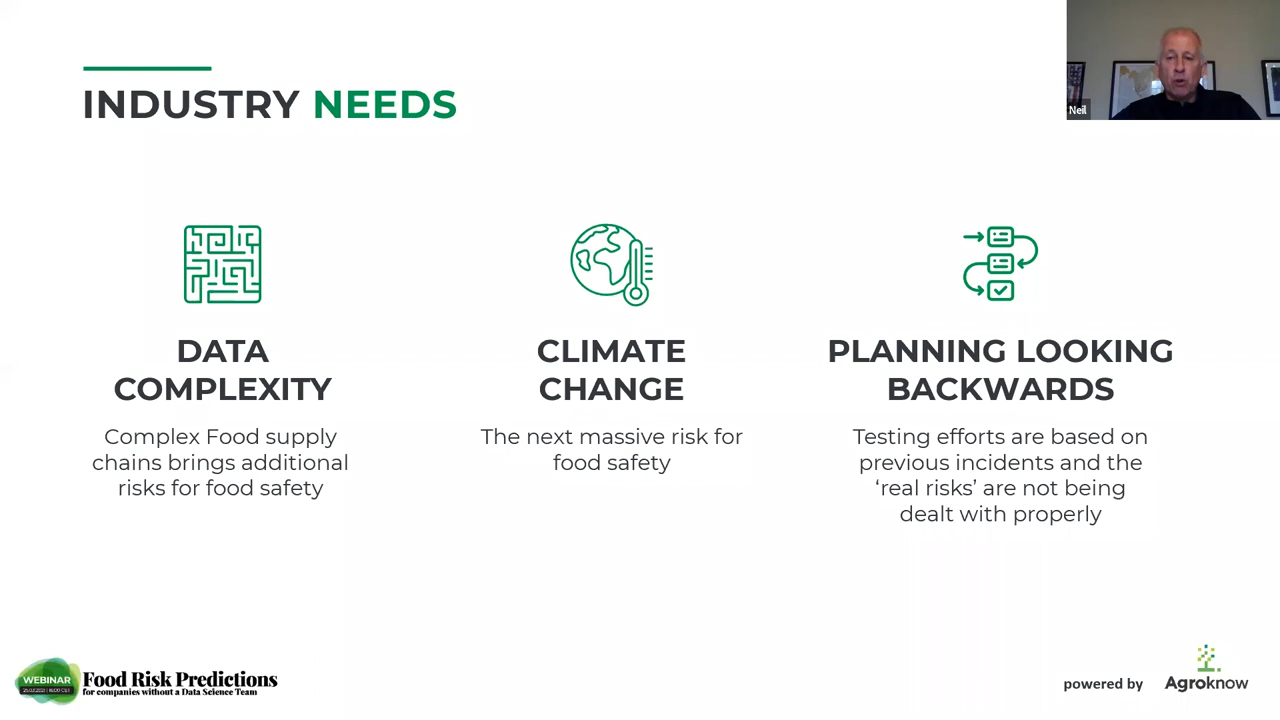 INDUSTRY NEEDS
Neil
DATA
COMPLEXITY
Complex Food supply
chains brings additional
risks for food safety
CLIMATE
CHANGE
The next massive risk for
food safety
PLANNING LOOKING
BACKWARDS
Testing efforts are based on
previous incidents and the
‘real risks’ are not being
dealt with properly
WEBINAR
Food Risk Predictions
for companies without a Data Science Team
powered by
Agroknow